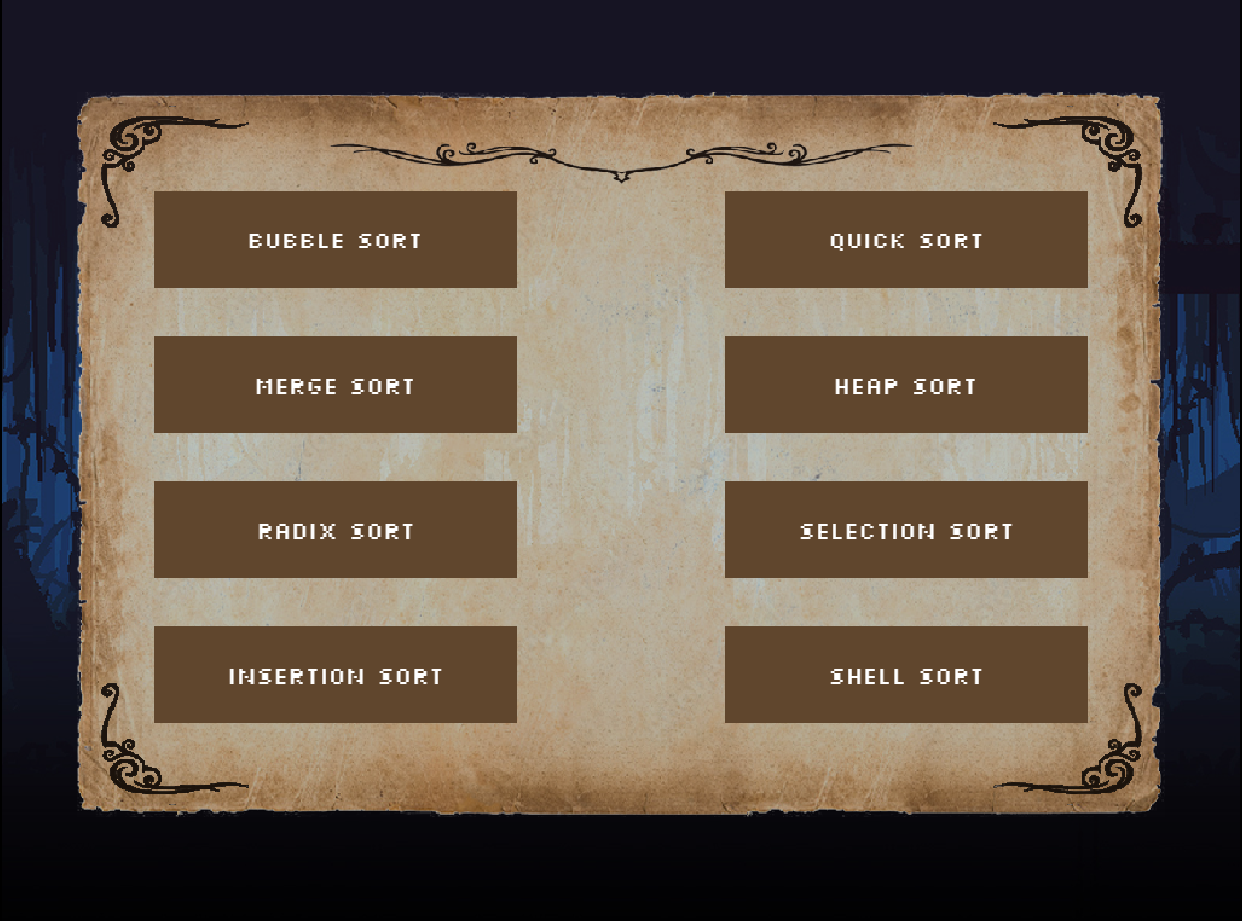 BUBBLE SORT
QUICK SORT
MERGE SORT
HEAP SORT
RADIX SORT
SELECTION SORT
INSERTION SORT
SHELL SORT